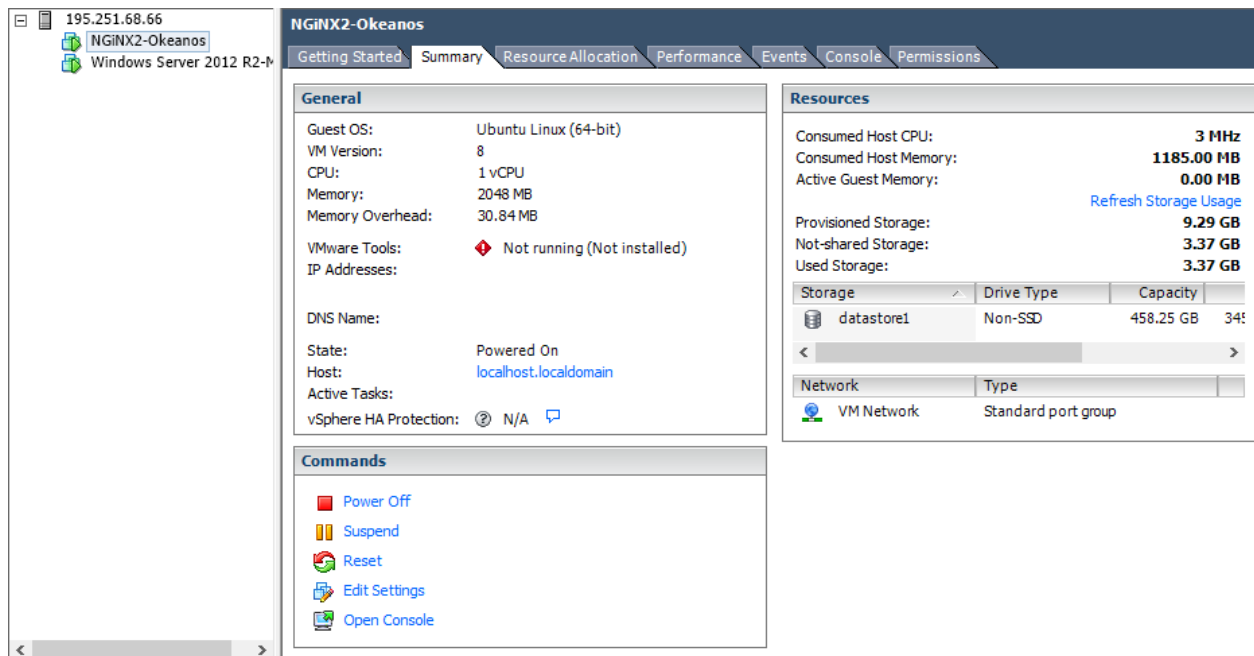 195.251.68.66
NGiNX2-Okeanos
Windows Server 2012 R2-M
NGiNX2-Okeanos
Getting Started Summary Resource Allocation Performance Events Console Permissions
General
Guest OS: Ubuntu Linux (64-bit)
VM Version: 8
CPU: 1 vCPU
Memory: 2048 MB
Memory Overhead: 30.84 MB
VMware Tools: Not running (Not installed)
IP Addresses:
DNS Name:
State: Powered On
Host: localhost.localdomain
Active Tasks:
vSphere HA Protection: N/A
Commands
Power Off
Suspend
Reset
Edit Settings
Open Console
Resources
Consumed Host CPU: 3 MHz
Consumed Host Memory: 1185.00 MB
Active Guest Memory: 0.00 MB
Refresh Storage Usage
Provisioned Storage: 9.29 GB
Not-shared Storage: 3.37 GB
Used Storage: 3.37 GB
Storage Drive Type Capacity
datastore1 Non-SSD 458.25 GB 345
Network Type
VM Network Standard port group